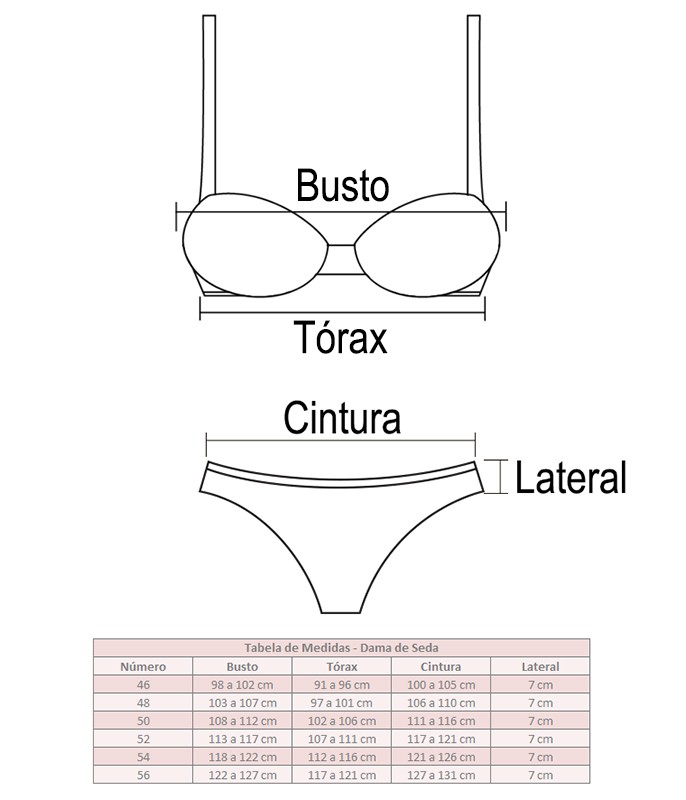 Busto
Tórax
Cintura
Lateral
Tabela de Medidas - Dama de Seda
Número Busto Tórax Cintura Lateral
46 98 a 102 cm 91 a 96 cm 100 a 105 cm 7 cm
48 103 a 107 cm 97 a 101 cm 106 a 110 cm 7 cm
50 108 a 112 cm 102 a 106 cm 111 a 116 cm 7 cm
52 113 a 117 cm 107 a 111 cm 117 a 121 cm 7 cm
54 118 a 122 cm 112 a 116 cm 121 a 126 cm 7 cm
56 122 a 127 cm 117 a 121 cm 127 a 131 cm 7 cm